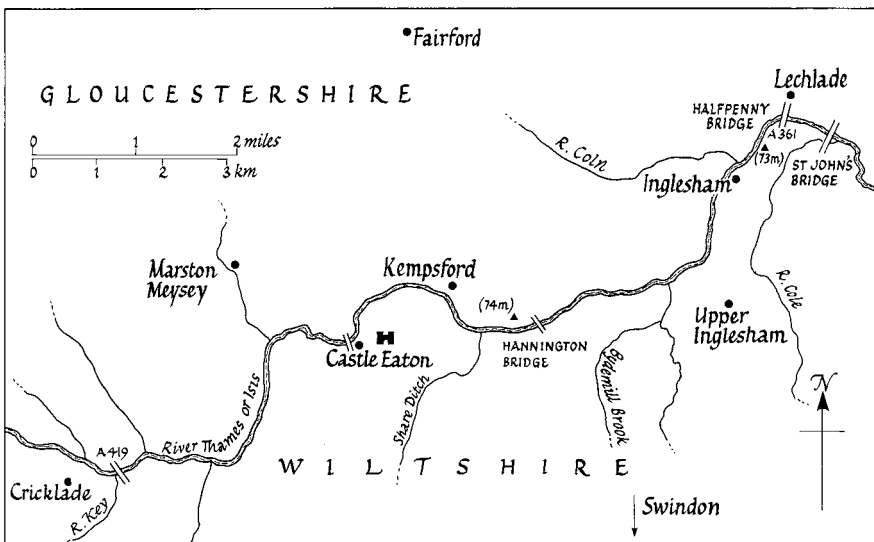 Fairford
GLOUCESTERSHIRE
Lechlade
HALFPENNY
BRIDGE
A361
(73m)
0 1 2 miles
0 1 2 3 km
R. Coln
ST JOHN'S
BRIDGE
Inglesham
Marston
Meysey
Kempsford
(74m)
R. Cole
Upper
Inglesham
H
Castle Eaton
HANNINGTON
BRIDGE
Bydemill Brook
Share Ditch
River Thames or Isis
N
A419
WILTSHIRE
Cricklade
R. Key
Swindon